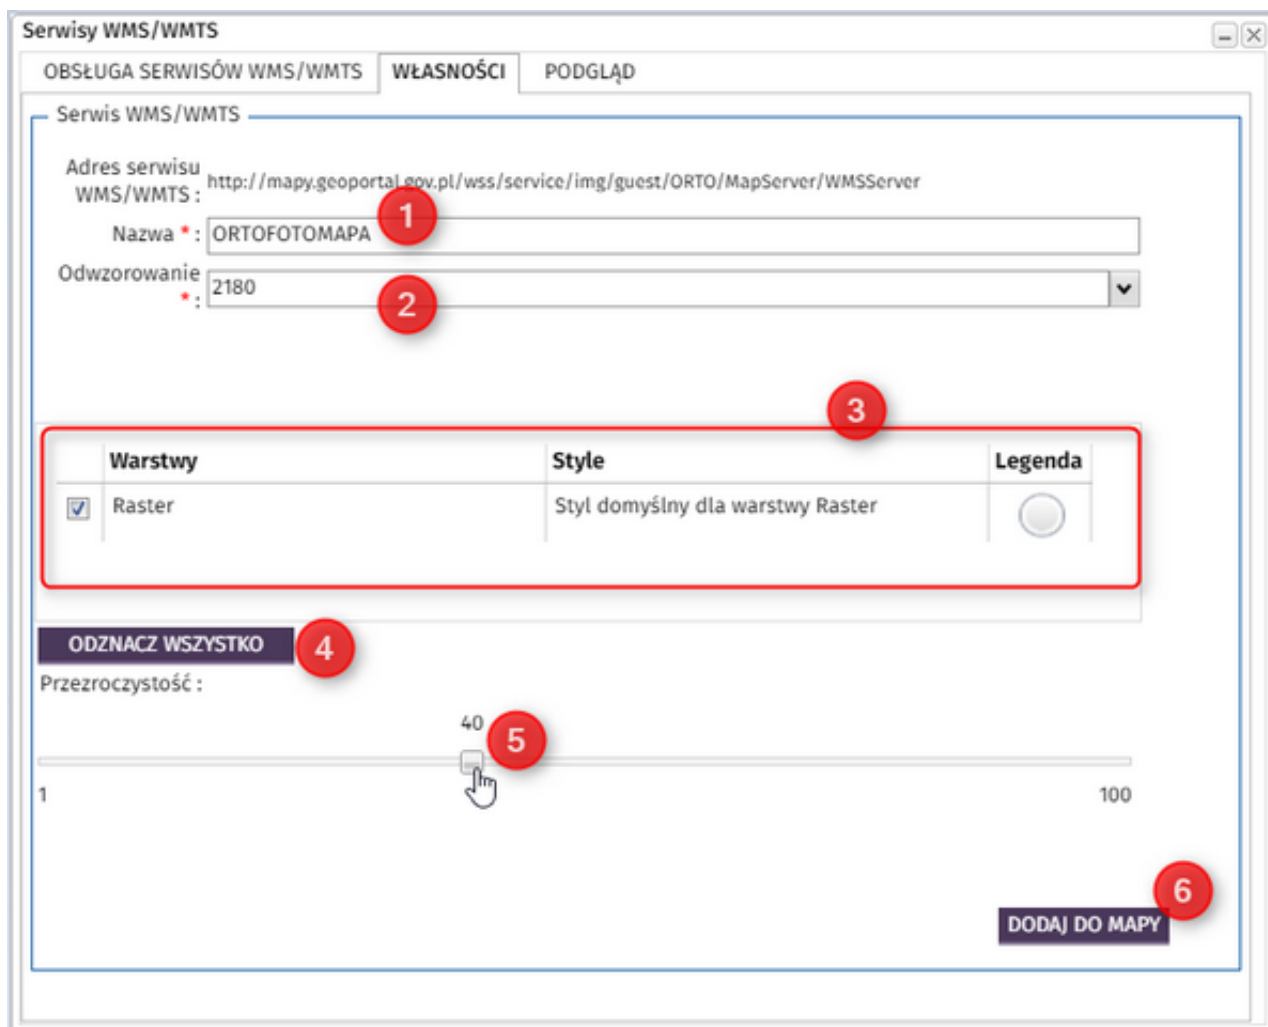 Serwisy WMS/WMTS
OBSŁUGA SERWISÓW WMS/WMTS WŁASNOŚCI PODGLĄD
Serwis WMS/WMTS
Adres serwisu
WMS/WMTS : http://mapy.geoportal.gov.pl/wss/service/img/guest/ORTO/MapServer/WMSServer
1
Nazwa * : ORTOFOTOMAPA
Odwzorowanie
* : 2180
2
3
Warstwy Style Legenda
Raster Styl domyślny dla warstwy Raster
ODZNACZ WSZYSTKO 4
Przezroczystość :
40 5
1 100
6
DODAJ DO MAPY